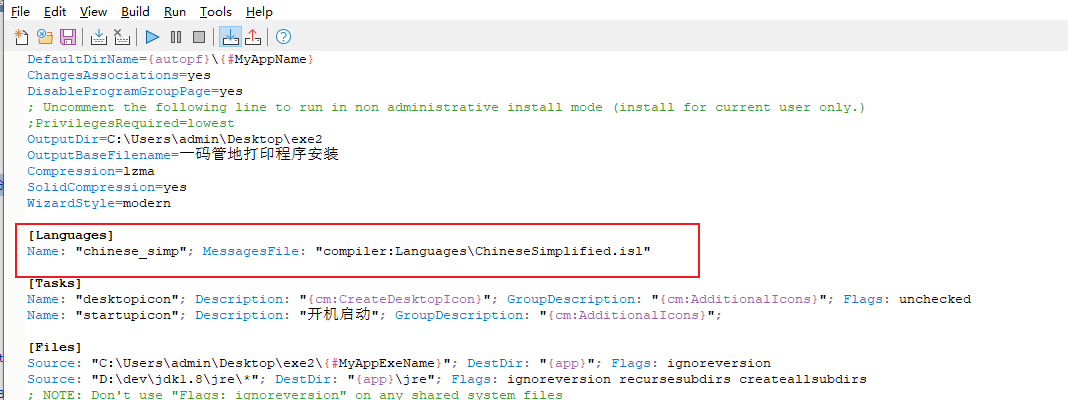 File Edit View Build Run Tools Help
DefaultDirName={autopf}\{#MyAppName}
ChangesAssociations=yes
DisableProgramGroupPage=yes
; Uncomment the following line to run in non administrative install mode (install for current user only.)
;PrivilegesRequired=lowest
OutputDir=C:\Users\admin\Desktop\exe2
OutputBaseFilename=一码管地打印程序安装
Compression=lzma
SolidCompression=yes
WizardStyle=modern
[Languages]
Name: "chinese_simp"; MessagesFile: "compiler:Languages\ChineseSimplified.isl"
[Tasks]
Name: "desktopicon"; Description: "{cm:CreateDesktopIcon}"; GroupDescription: "{cm:AdditionalIcons}"; Flags: unchecked
Name: "startupicon"; Description: "开机启动"; GroupDescription: "{cm:AdditionalIcons}";
[Files]
Source: "C:\Users\admin\Desktop\exe2\{#MyAppExeName}"; DestDir: "{app}"; Flags: ignoreversion
Source: "D:\dev\jdk1.8\jre\*"; DestDir: "{app}\jre"; Flags: ignoreversion recursesubdirs createallsubdirs
; NOTE: Don't use "Flags: ignoreversion" on any shared system files